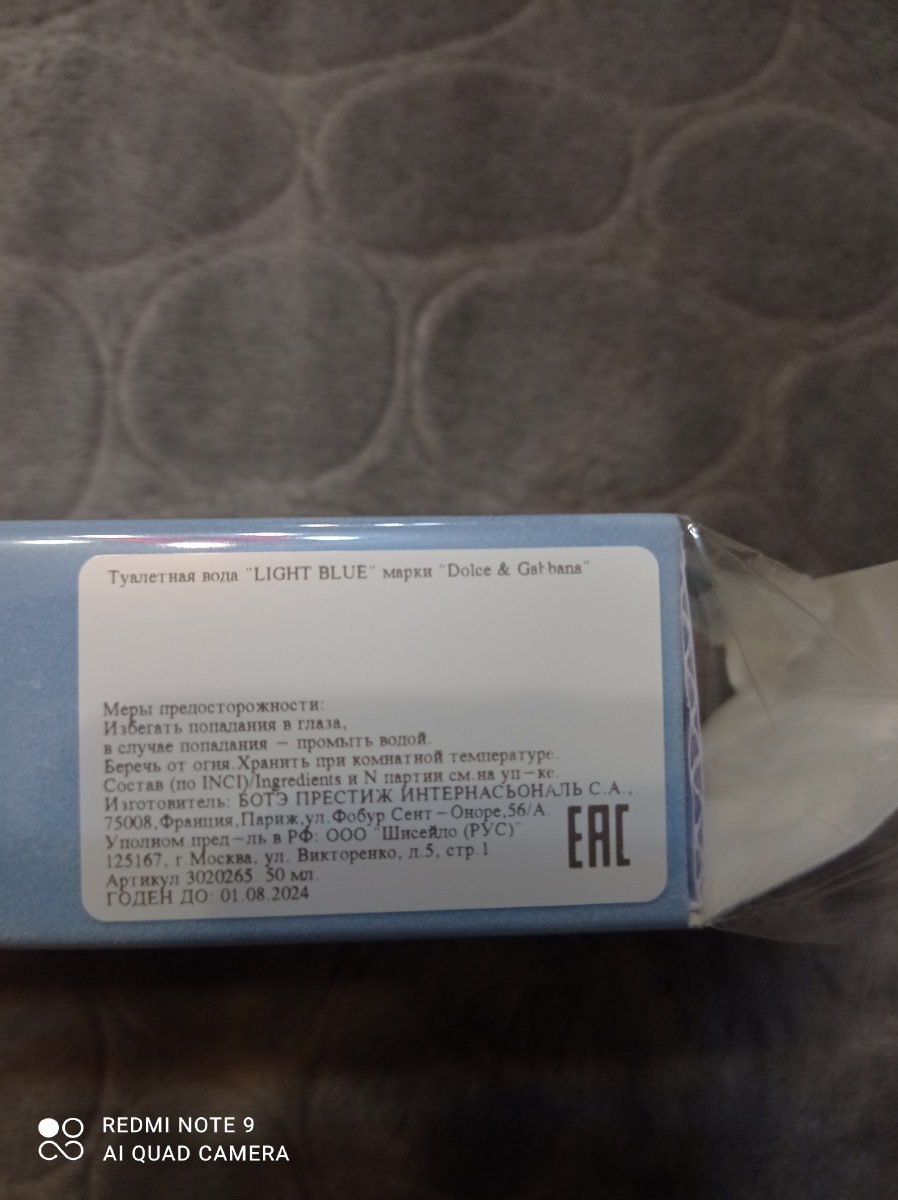 Туалетная вода "LIGHT BLUE" марки "Dolce & Gabbana"
Меры предосторожности:
Избегать попадания в глаза,
в случае попадания – промыть водой.
Беречь от огня.Хранить при комнатной температуре.
Состав (по INCI)/Ingredients и N партии см.на уп–ке.
Изготовитель: БОТЭ ПРЕСТИЖ ИНТЕРНАСЬОНАЛЬ С.А.,
75008,Франция,Париж,ул.Фобур Сент–Оноре,56/А.
Уполном пред–ль в РФ: ООО "Шисейло (РУС)"
125167, г.Москва, ул. Викторенко, л.5, стр.1
Артикул 3020265. 50 мл.
ГОДЕН ДО: 01.08.2024
EAC
REDMI NOTE 9
AI QUAD CAMERA